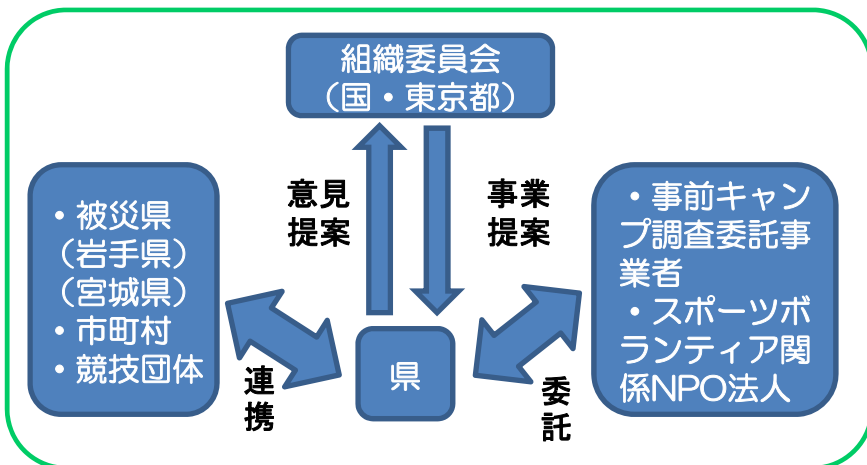 組織委員会
（国・東京都）
意見
提案
事業
提案
・被災県
（岩手県）
（宮城県）
・市町村
・競技団体
・事前キャン
プ調査委託事
業者
・スポーツボ
ランティア関
係NPO法人
県
連
携
委
託